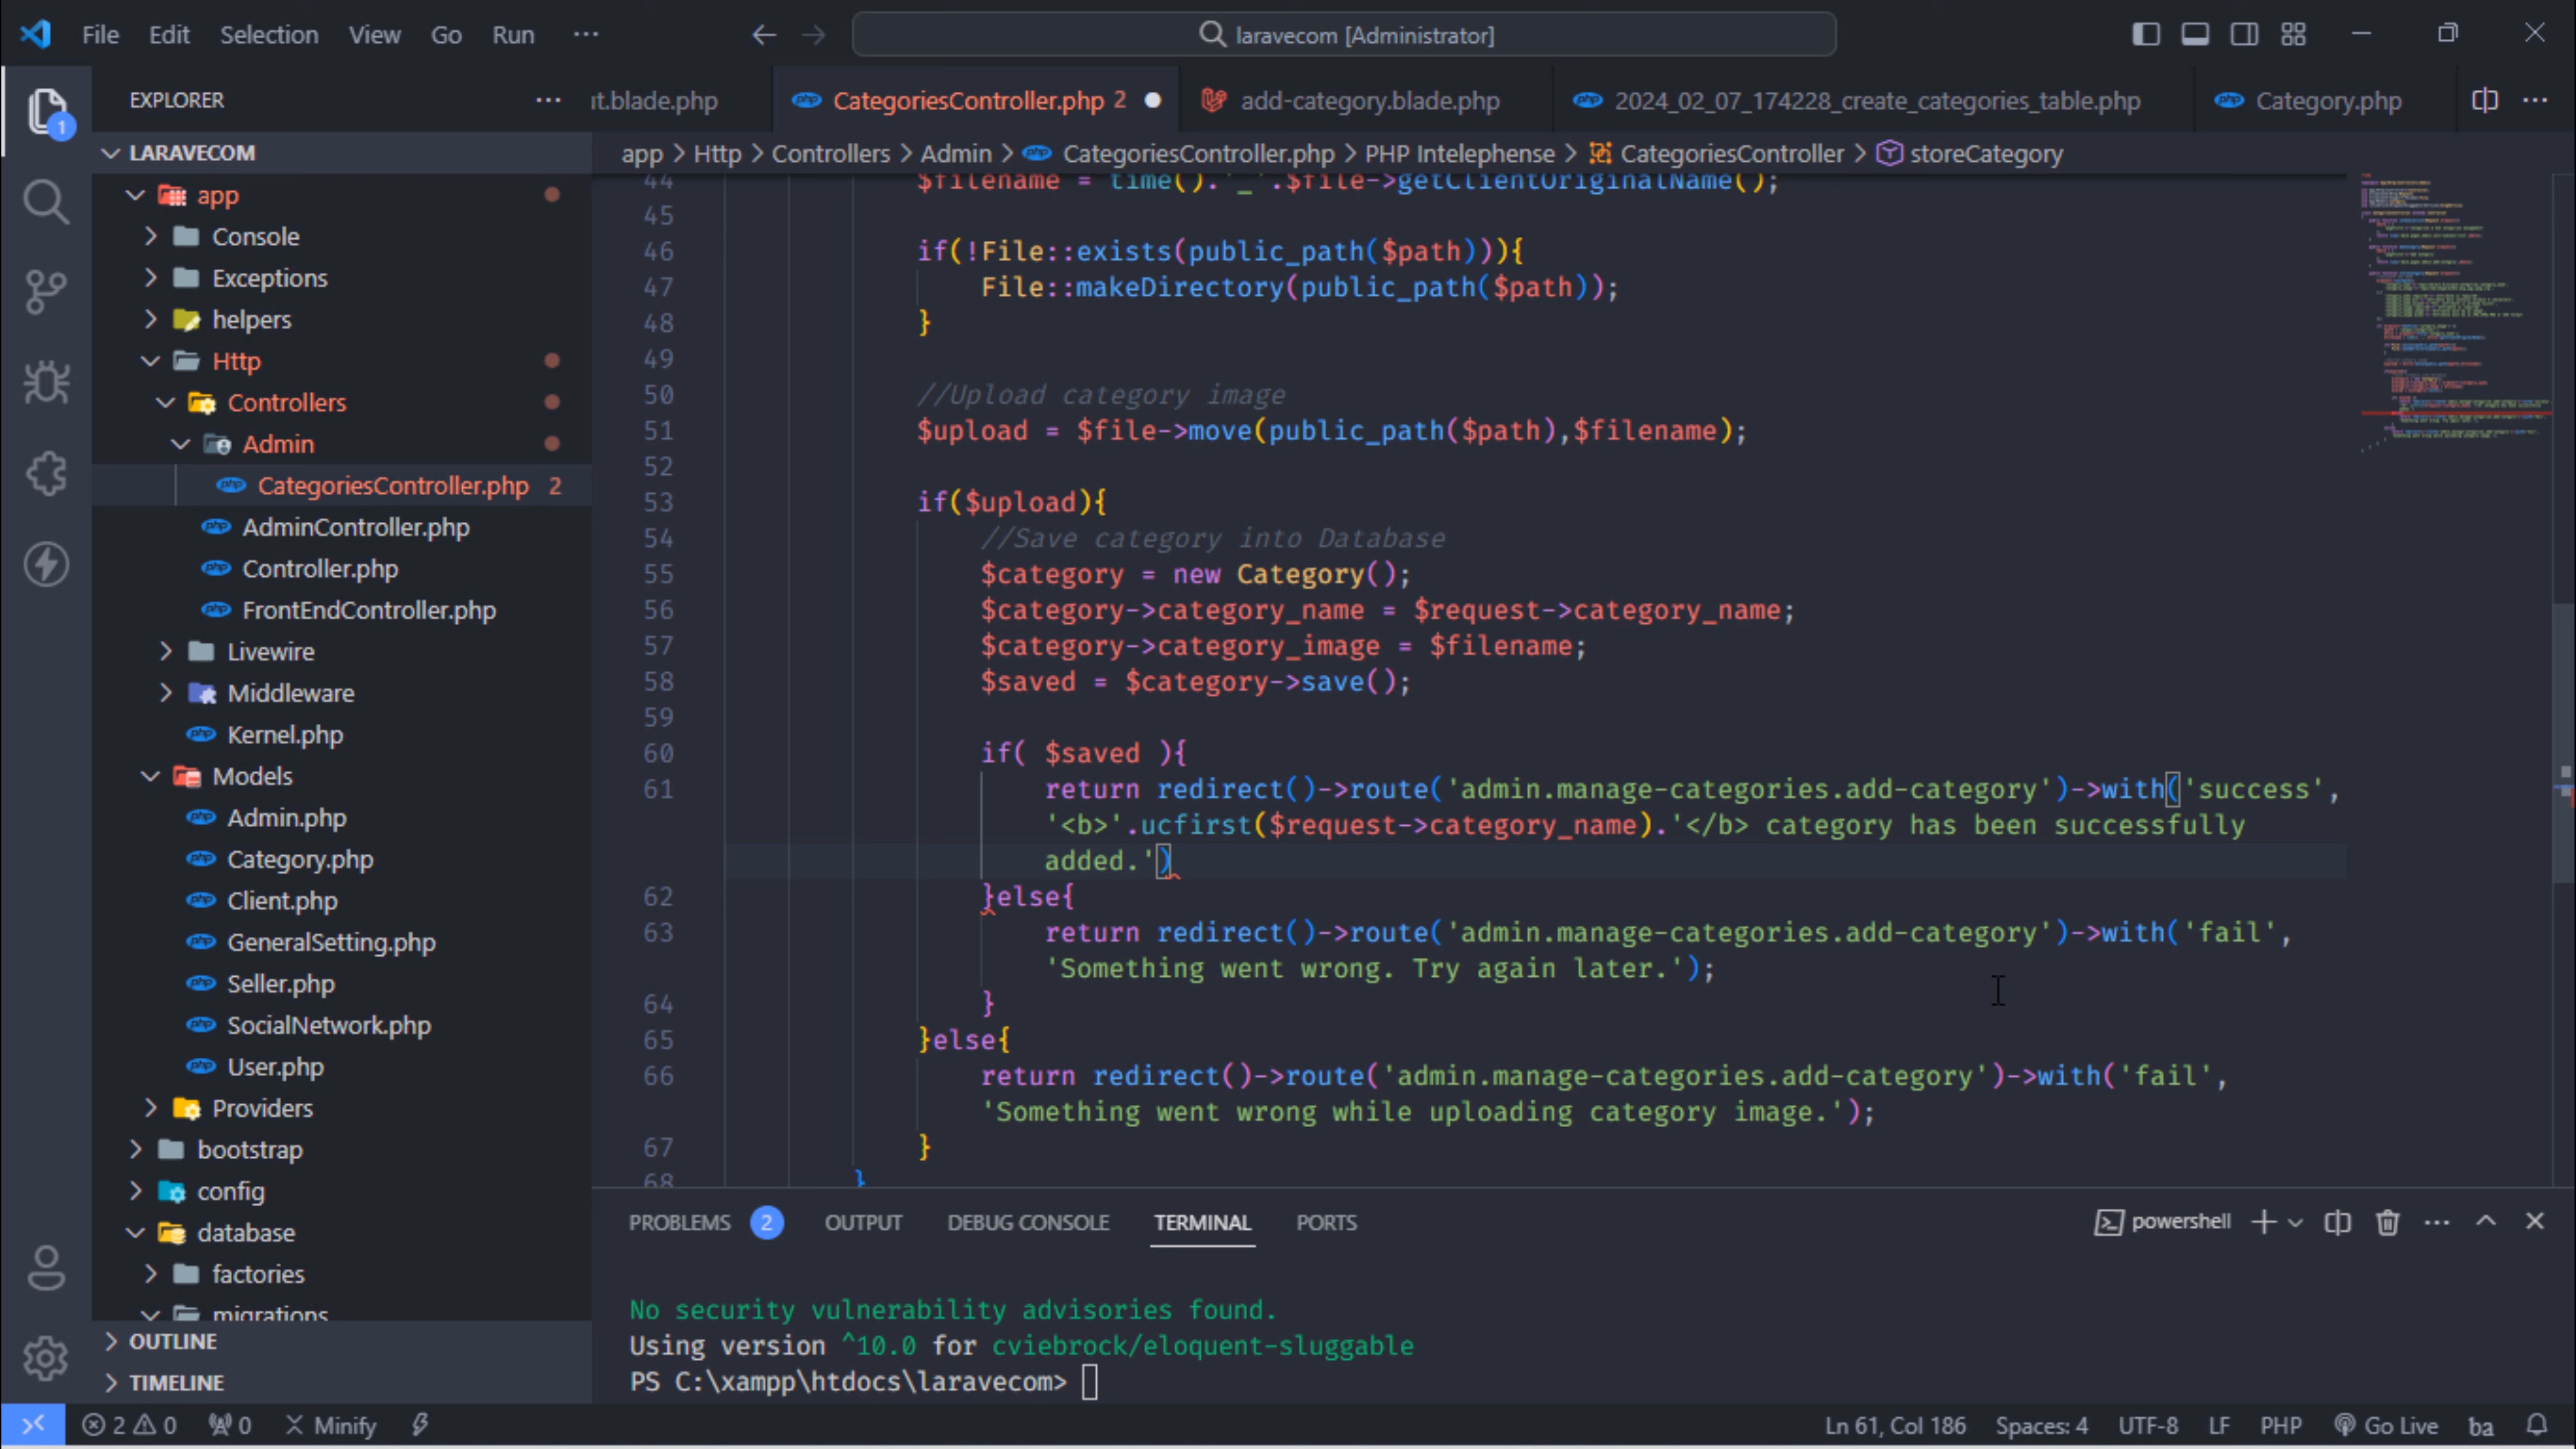 File Edit Selection View Go Run ··· laravecom [Administrator]
EXPLORER ···
ut.blade.php CategoriesController.php 2 add-category.blade.php 2024_02_07_174228_create_categories_table.php Category.php ···
LARAVECOM
app > Http > Controllers > Admin > CategoriesController.php > PHP Intelephense > CategoriesController > storeCategory
app
Console
Exceptions
helpers
Http
Controllers
Admin
CategoriesController.php 2
AdminController.php
Controller.php
FrontEndController.php
Livewire
Middleware
Kernel.php
Models
Admin.php
Category.php
Client.php
GeneralSetting.php
Seller.php
SocialNetwork.php
User.php
Providers
bootstrap
config
database
factories
migrations
OUTLINE
TIMELINE
44 $filename = time().'_'.$file->getClientOriginalName();
45
46 if(!File::exists(public_path($path))){
47 File::makeDirectory(public_path($path));
48 }
49
50 //Upload category image
51 $upload = $file->move(public_path($path),$filename);
52
53 if($upload){
54 //Save category into Database
55 $category = new Category();
56 $category->category_name = $request->category_name;
57 $category->category_image = $filename;
58 $saved = $category->save();
59
60 if( $saved ){
61 return redirect()->route('admin.manage-categories.add-category')->with('success',
'<b>'.ucfirst($request->category_name).'</b> category has been successfully
added.')
62 }else{
63 return redirect()->route('admin.manage-categories.add-category')->with('fail',
'Something went wrong. Try again later.');
64 }
65 }else{
66 return redirect()->route('admin.manage-categories.add-category')->with('fail',
'Something went wrong while uploading category image.');
67 }
68 }
PROBLEMS 2 OUTPUT DEBUG CONSOLE TERMINAL PORTS powershell ···
No security vulnerability advisories found.
Using version ^10.0 for cviebrock/eloquent-sluggable
PS C:\xampp\htdocs\laravecom>
1
2 0 0 Minify Ln 61, Col 186 Spaces: 4 UTF-8 LF PHP Go Live ba